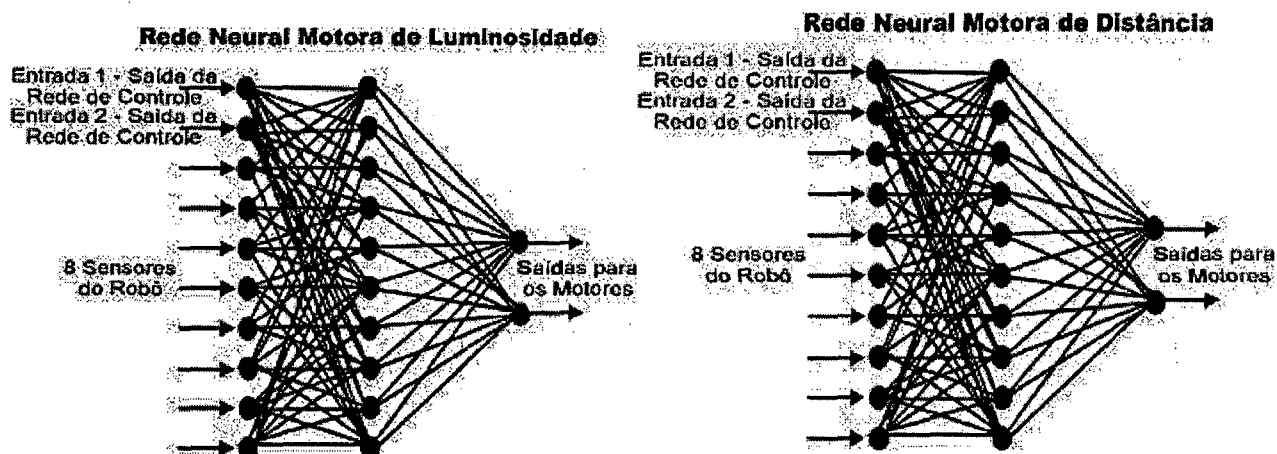 Rede Neural Motora de Luminosidade
Entrada 1 - Saída da
Rede de Controle
Entrada 2 - Saída da
Rede de Controle
8 Sensores
do Robô
Saídas para
os Motores
Rede Neural Motora de Distância
Entrada 1 - Saída da
Rede de Controle
Entrada 2 - Saída da
Rede de Controle
8 Sensores
do Robô
Saídas para
os Motores